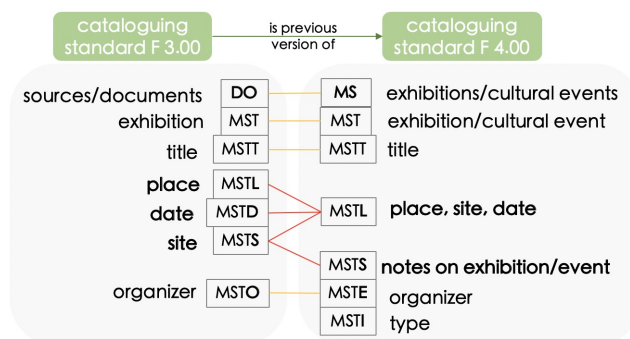 cataloguing standard F 3.00
is previous version of
cataloguing standard F 4.00
sources/documents DO MS exhibitions/cultural events
exhibition MST MST exhibition/cultural event
title MSTT MSTT title
place MSTL
date MSTD MSTL place, site, date
site MSTS
MSTS notes on exhibition/event
organizer MSTO MSTE organizer
MSTI type